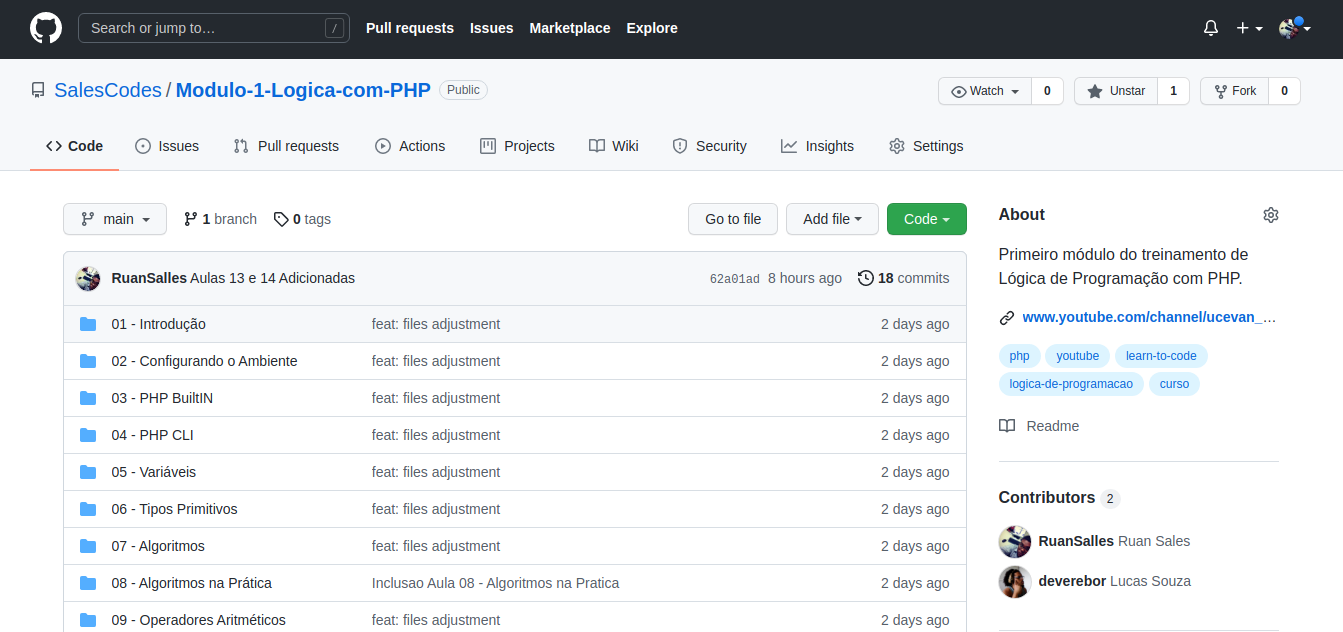 Search or jump to… /
Pull requests Issues Marketplace Explore
SalesCodes / Modulo-1-Logica-com-PHP Public
Watch 0 Unstar 1 Fork 0
Code Issues Pull requests Actions Projects Wiki Security Insights Settings
main 1 branch 0 tags Go to file Add file Code
RuanSalles Aulas 13 e 14 Adicionadas 62a01ad 8 hours ago 18 commits
01 - Introdução feat: files adjustment 2 days ago
02 - Configurando o Ambiente feat: files adjustment 2 days ago
03 - PHP BuiltIN feat: files adjustment 2 days ago
04 - PHP CLI feat: files adjustment 2 days ago
05 - Variáveis feat: files adjustment 2 days ago
06 - Tipos Primitivos feat: files adjustment 2 days ago
07 - Algoritmos feat: files adjustment 2 days ago
08 - Algoritmos na Prática Inclusao Aula 08 - Algoritmos na Pratica 2 days ago
09 - Operadores Aritméticos feat: files adjustment 2 days ago
About
Primeiro módulo do treinamento de
Lógica de Programação com PHP.
www.youtube.com/channel/ucevan_…
php youtube learn-to-code
logica-de-programacao curso
Readme
Contributors 2
RuanSalles Ruan Sales
deverebor Lucas Souza